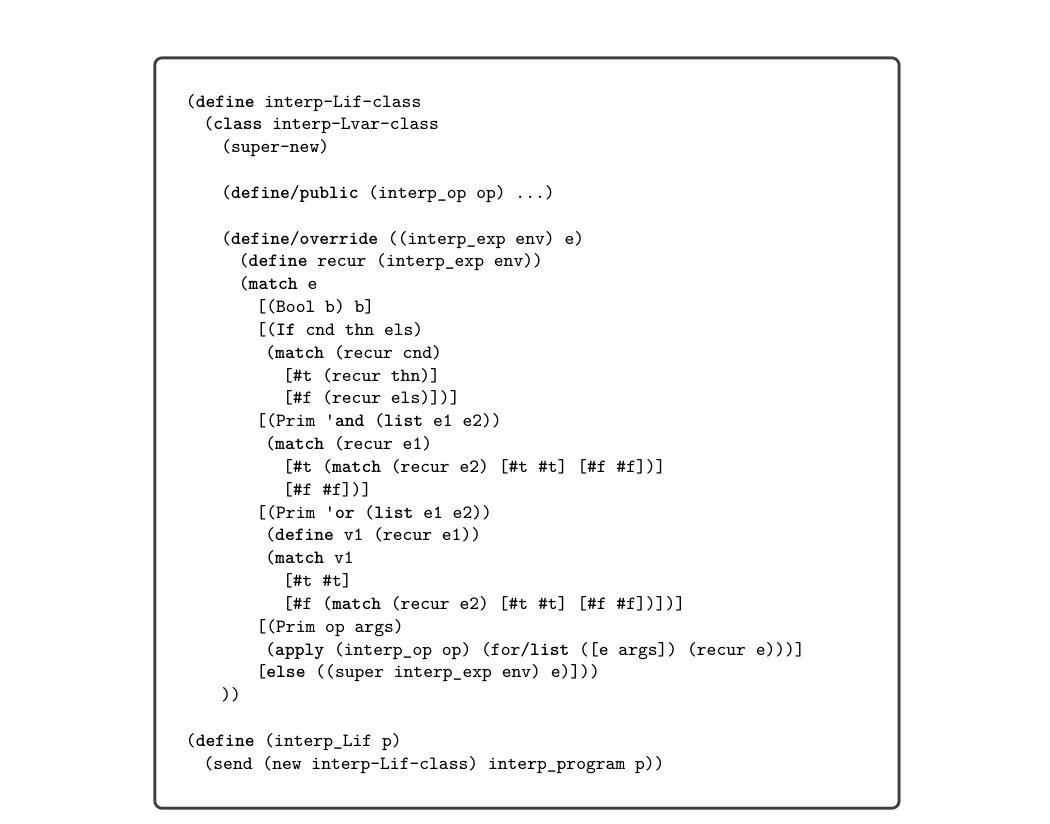 (define interp-Lif-class
  (class interp-Lvar-class
    (super-new)

    (define/public (interp_op op) ...)

    (define/override ((interp_exp env) e)
      (define recur (interp_exp env))
      (match e
        [(Bool b) b]
        [(If cnd thn els)
         (match (recur cnd)
           [#t (recur thn)]
           [#f (recur els)])]
        [(Prim 'and (list e1 e2))
         (match (recur e1)
           [#t (match (recur e2) [#t #t] [#f #f])]
           [#f #f])]
        [(Prim 'or (list e1 e2))
         (define v1 (recur e1))
         (match v1
           [#t #t]
           [#f (match (recur e2) [#t #t] [#f #f])])]
        [(Prim op args)
         (apply (interp_op op) (for/list ([e args]) (recur e)))]
        [else ((super interp_exp env) e)]))
    ))

(define (interp_Lif p)
  (send (new interp-Lif-class) interp_program p))